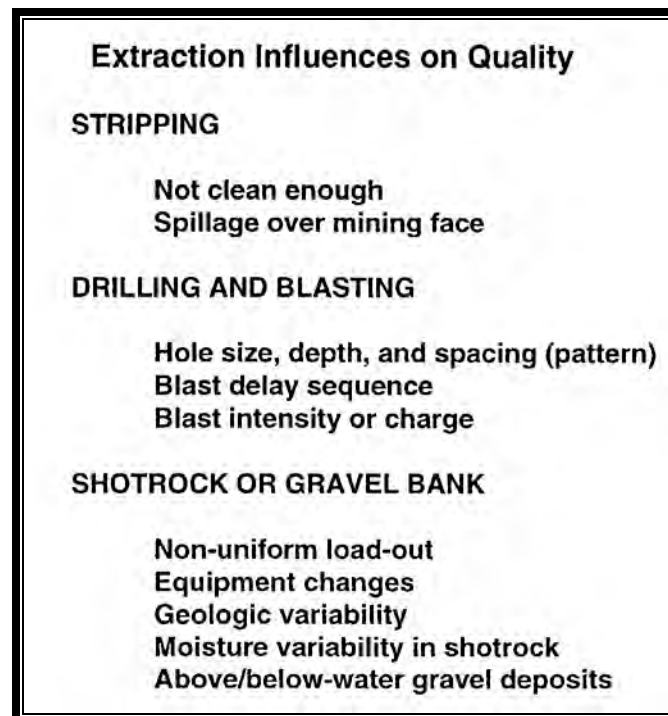 Extraction Influences on Quality
STRIPPING
Not clean enough
Spillage over mining face
DRILLING AND BLASTING
Hole size, depth, and spacing (pattern)
Blast delay sequence
Blast intensity or charge
SHOTROCK OR GRAVEL BANK
Non-uniform load-out
Equipment changes
Geologic variability
Moisture variability in shotrock
Above/below-water gravel deposits